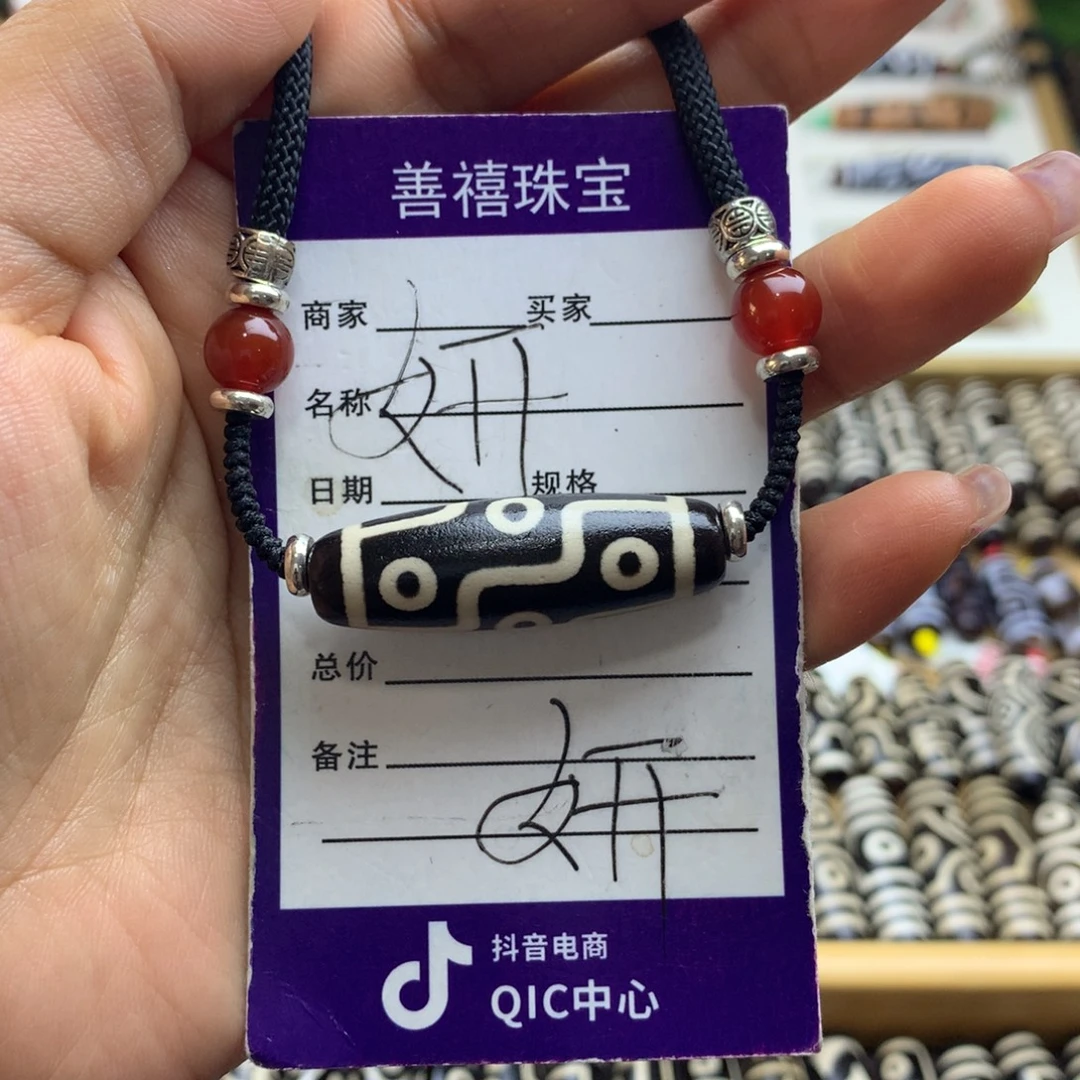 善禧珠宝
商家 买家
名称
妍
日期 规格
总价
备注
妍
抖音电商
QIC中心